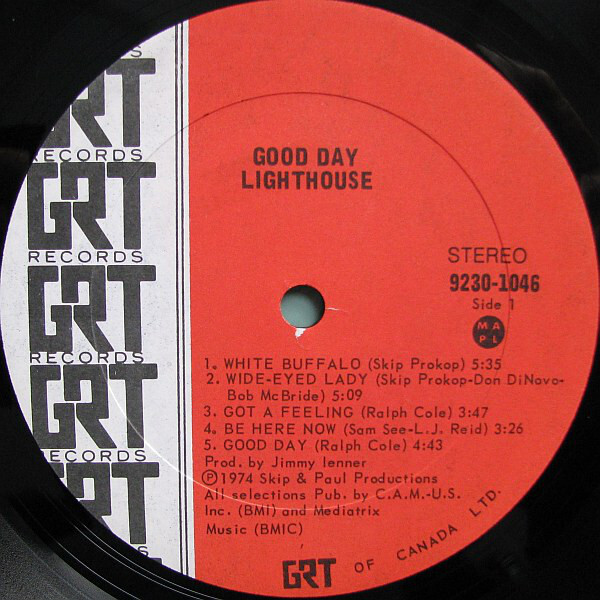 S
GRT
RECORDS
GRT
RECORDS
GRT
RECORDS
GRT
RECORDS
GRT
S
GOOD DAY
LIGHTHOUSE
STEREO
9230-1046
Side 1
M A
P L
1. WHITE BUFFALO (Skip Prokop) 5:35
2. WIDE-EYED LADY (Skip Prokop-Don DiNovo-
Bob McBride) 5:09
3. GOT A FEELING (Ralph Cole) 3:47
4. BE HERE NOW (Sam See-L.J. Reid) 3:26
5. GOOD DAY (Ralph Cole) 4:43
Prod. by Jimmy Ienner
Ⓟ1974 Skip & Paul Productions
All selections Pub. by C.A.M.-U.S.
Inc. (BMI) and Mediatrix
Music (BMIC)
GRT OF CANADA LTD.